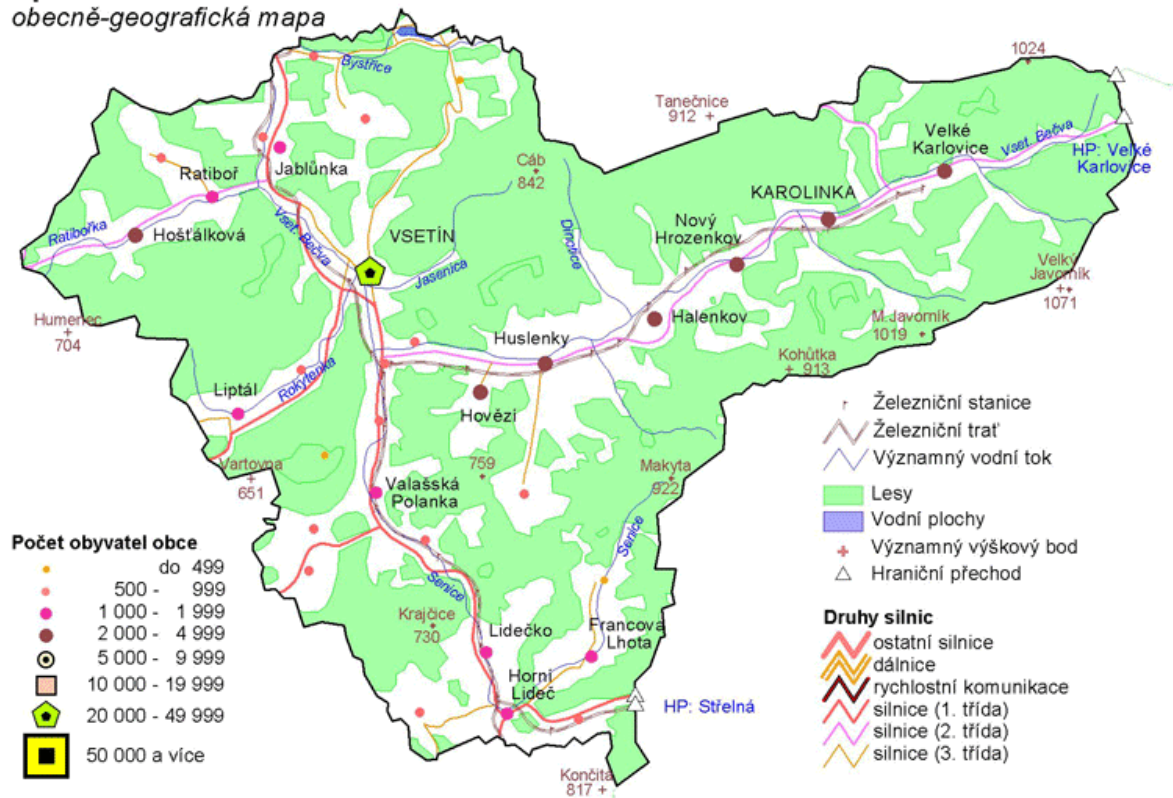 obecně-geografická mapa
Bystřice
1024
Tanečnice
912
Velké
Karlovice
Vset. Bečva
HP: Velké
Karlovice
Ratiboř
Jablůnka
Cáb
842
KAROLINKA
Ratibořka
Hošťálková
Vset. Bečva
VSETÍN
Jasenica
Dinotice
Nový
Hrozenkov
Velký
Javorník
1071
Humenec
704
Halenkov
M.Javorník
1019
Huslenky
Kohútka
913
Liptál
Rokytenka
Hovězí
Vartovna
651
759
Makyta
922
Valašská
Polanka
Senice
Senice
Krajčice
730
Lidečko
Francova
Lhota
Horní
Lideč
HP: Střelná
Končitá
817
Počet obyvatel obce
do 499
500 - 999
1 000 - 1 999
2 000 - 4 999
5 000 - 9 999
10 000 - 19 999
20 000 - 49 999
50 000 a více
Železniční stanice
Železniční trať
Významný vodní tok
Lesy
Vodní plochy
Významný výškový bod
Hraniční přechod
Druhy silnic
ostatní silnice
dálnice
rychlostní komunikace
silnice (1. třída)
silnice (2. třída)
silnice (3. třída)